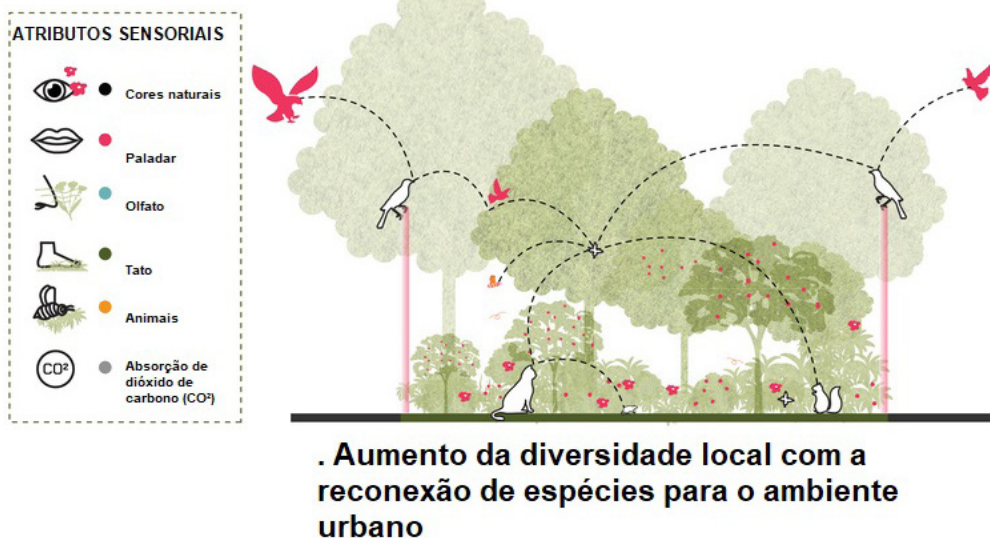 ATRIBUTOS SENSORIAIS
Cores naturais
Paladar
Olfato
Tato
Animais
CO²
Absorção de
dióxido de
carbono (CO²)
. Aumento da diversidade local com a
reconexão de espécies para o ambiente
urbano